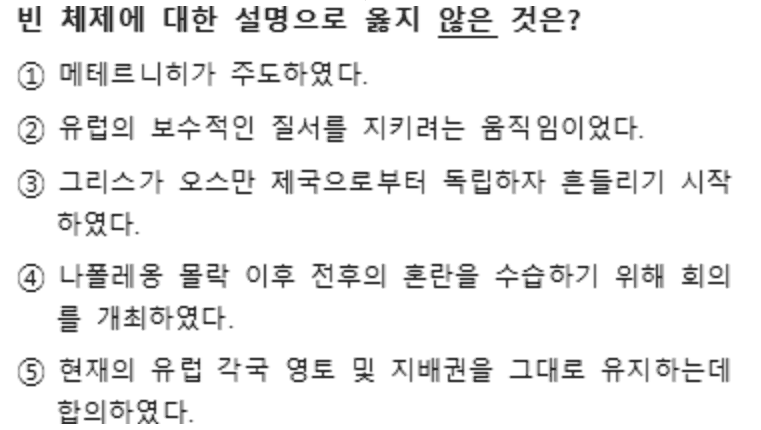 빈 체제에 대한 설명으로 옳지 않은 것은?
① 메테르니히가 주도하였다.
② 유럽의 보수적인 질서를 지키려는 움직임이었다.
③ 그리스가 오스만 제국으로부터 독립하자 흔들리기 시작
하였다.
④ 나폴레옹 몰락 이후 전후의 혼란을 수습하기 위해 회의
를 개최하였다.
⑤ 현재의 유럽 각국 영토 및 지배권을 그대로 유지하는데
합의하였다.